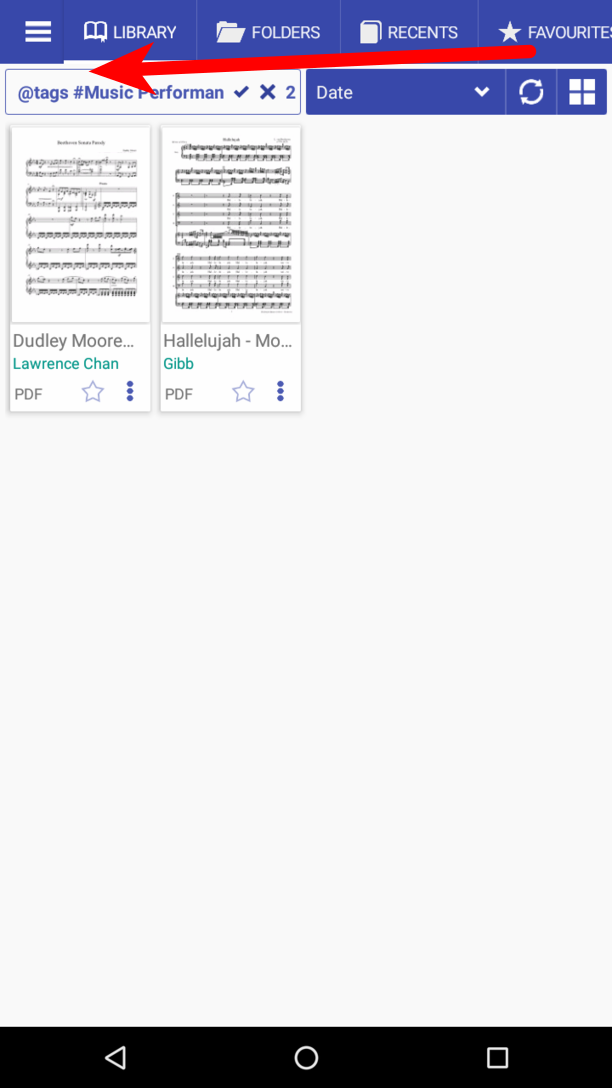 LIBRARY
FOLDERS
RECENTS
FAVOURITES
@tags #Music Performan
2
Date
Beethoven Sonata Parody
Hallelujah
Dudley Moore...
Hallelujah - Mo...
Lawrence Chan
Gibb
PDF
PDF